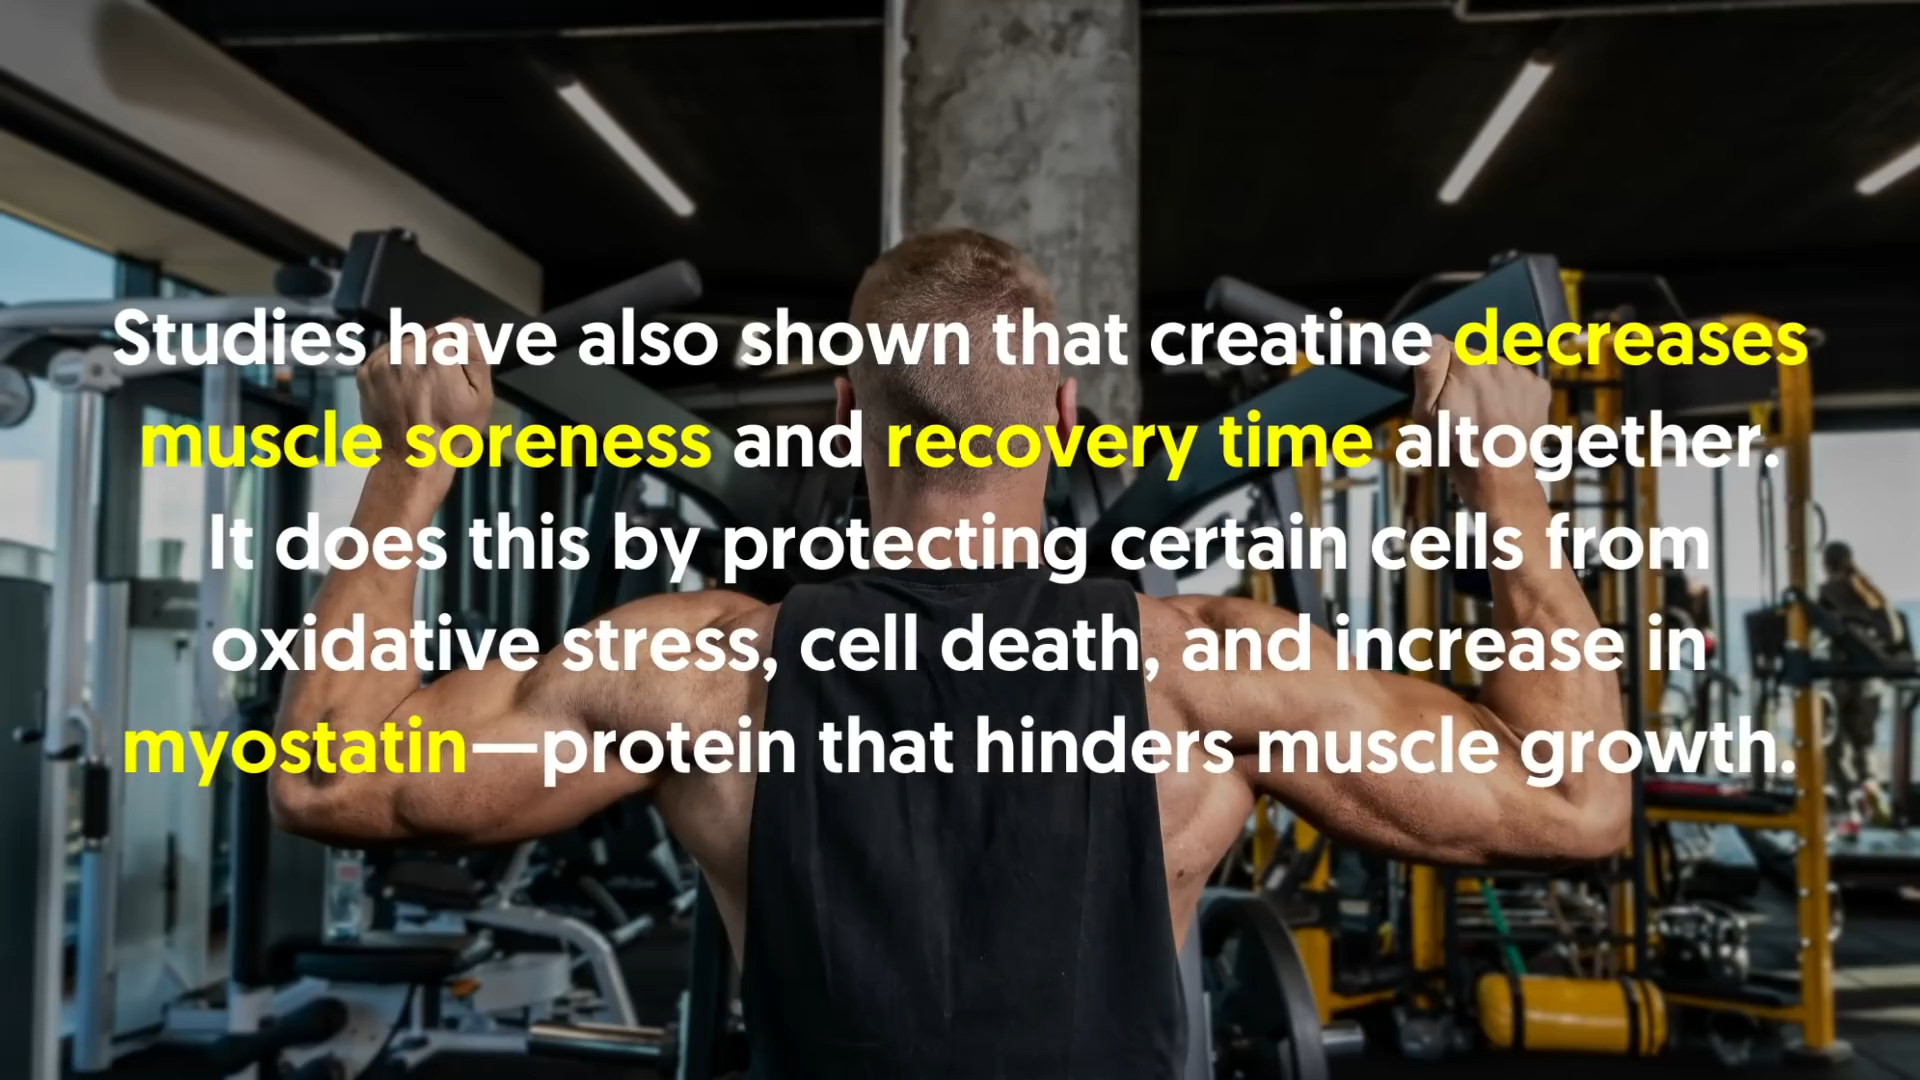 Studies have also shown that creatine decreases
muscle soreness and recovery time altogether.
It does this by protecting certain cells from
oxidative stress, cell death, and increase in
myostatin—protein that hinders muscle growth.